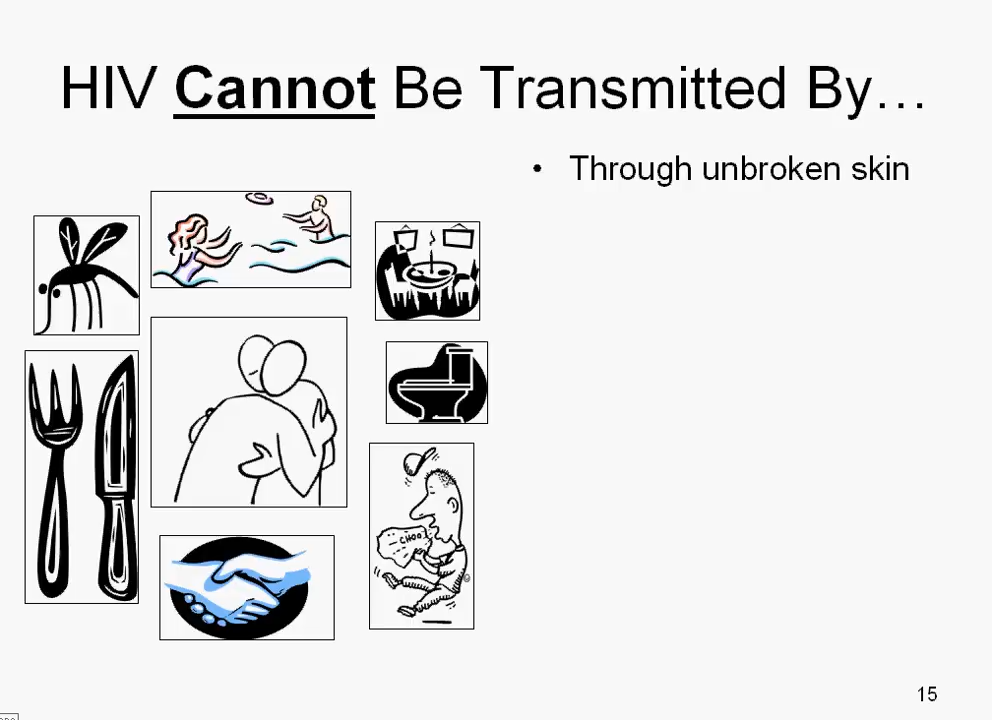 HIV Cannot Be Transmitted By…
• Through unbroken skin
CHOO
15